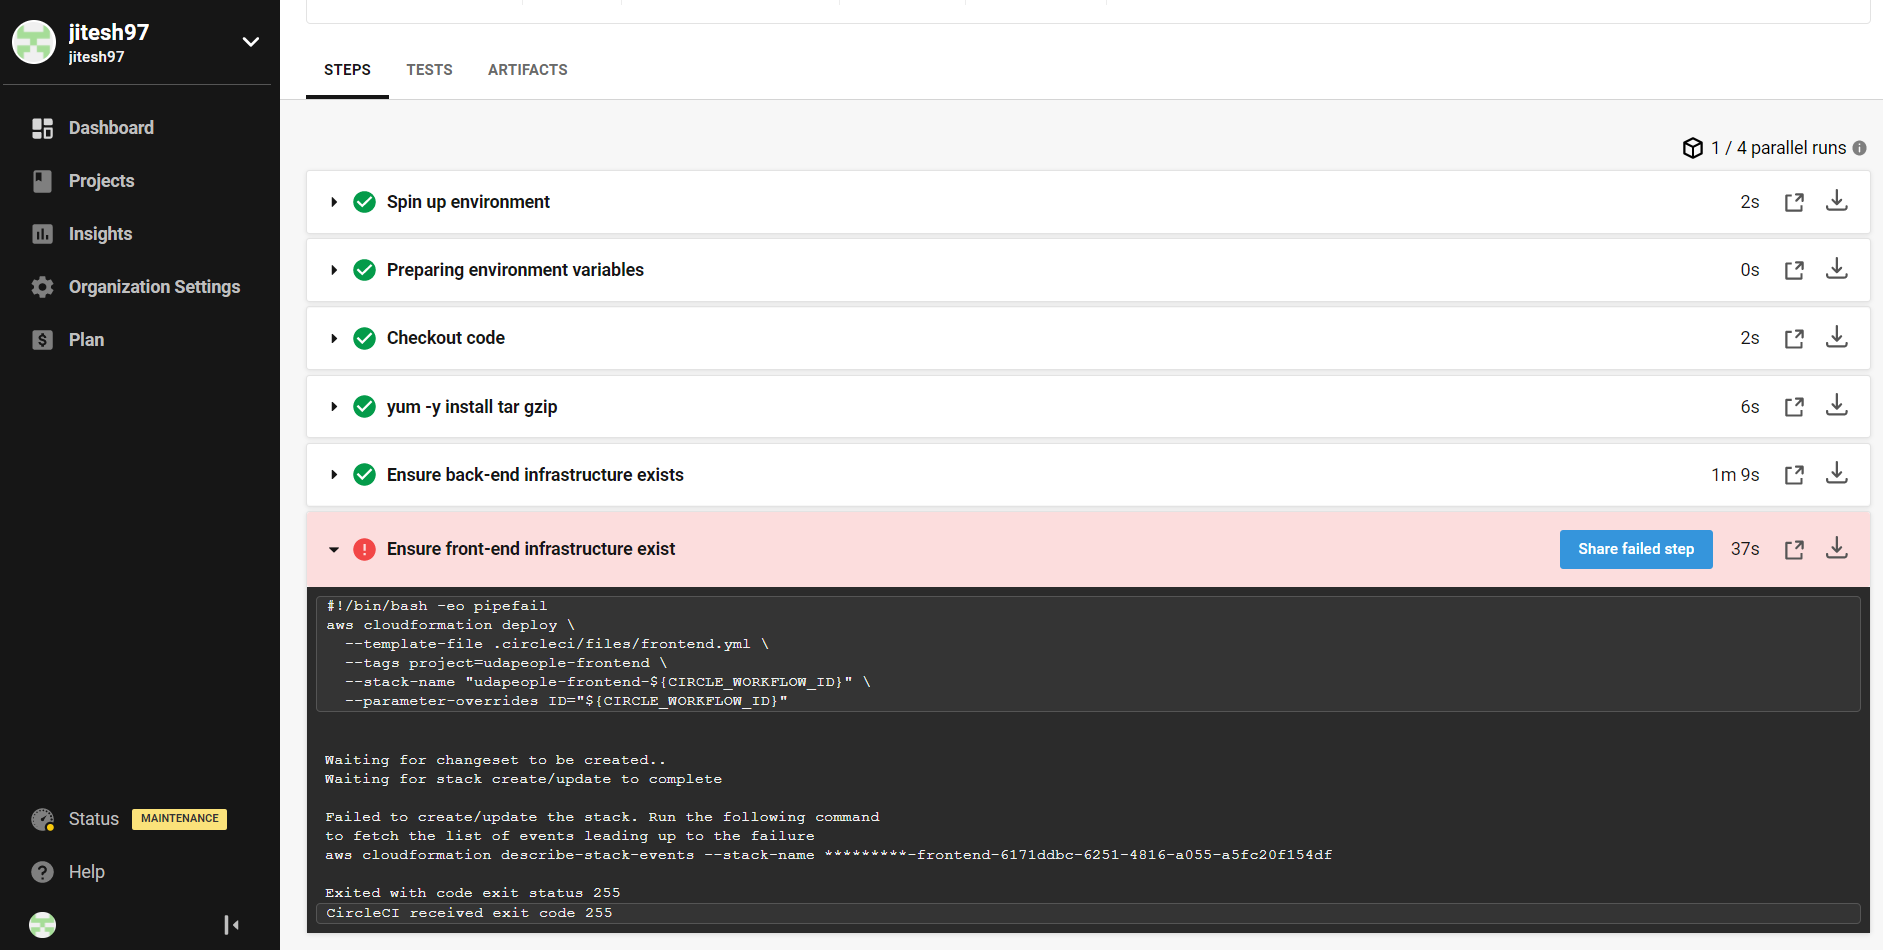 jitesh97
jitesh97
Dashboard
Projects
Insights
Organization Settings
Plan
Status MAINTENANCE
Help
STEPS TESTS ARTIFACTS
1 / 4 parallel runs
Spin up environment 2s
Preparing environment variables 0s
Checkout code 2s
yum -y install tar gzip 6s
Ensure back-end infrastructure exists 1m 9s
Ensure front-end infrastructure exist Share failed step 37s
#!/bin/bash -eo pipefail
aws cloudformation deploy \
  --template-file .circleci/files/frontend.yml \
  --tags project=udapeople-frontend \
  --stack-name "udapeople-frontend-${CIRCLE_WORKFLOW_ID}" \
  --parameter-overrides ID="${CIRCLE_WORKFLOW_ID}"
Waiting for changeset to be created..
Waiting for stack create/update to complete
Failed to create/update the stack. Run the following command
to fetch the list of events leading up to the failure
aws cloudformation describe-stack-events --stack-name *********-frontend-6171ddbc-6251-4816-a055-a5fc20f154df
Exited with code exit status 255
CircleCI received exit code 255